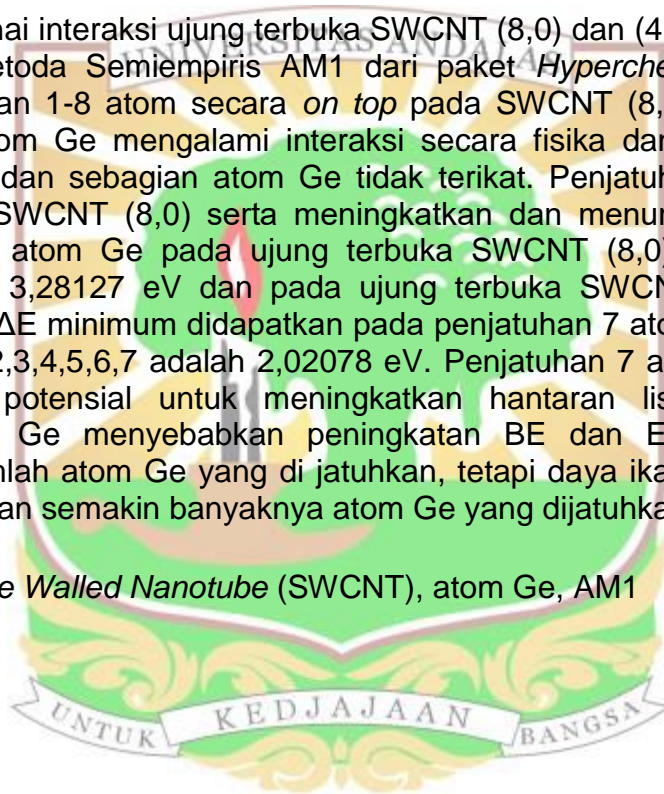 nai interaksi ujung terbuka SWCNT (8,0) dan (4
etoda Semiempiris AM1 dari paket Hyperche
an 1-8 atom secara on top pada SWCNT (8,
om Ge mengalami interaksi secara fisika dan
dan sebagian atom Ge tidak terikat. Penjatuh
SWCNT (8,0) serta meningkatkan dan menur
atom Ge pada ujung terbuka SWCNT (8,0)
3,28127 eV dan pada ujung terbuka SWCN
ΔE minimum didapatkan pada penjatuhan 7 ato
2,3,4,5,6,7 adalah 2,02078 eV. Penjatuhan 7 a
potensial untuk meningkatkan hantaran lis
Ge menyebabkan peningkatan BE dan E
nlah atom Ge yang di jatuhkan, tetapi daya ika
an semakin banyaknya atom Ge yang dijatuhka
e Walled Nanotube (SWCNT), atom Ge, AM1
UNIVERSITAS ANDALA
UNTUK KEDJAJAAN BANGSA